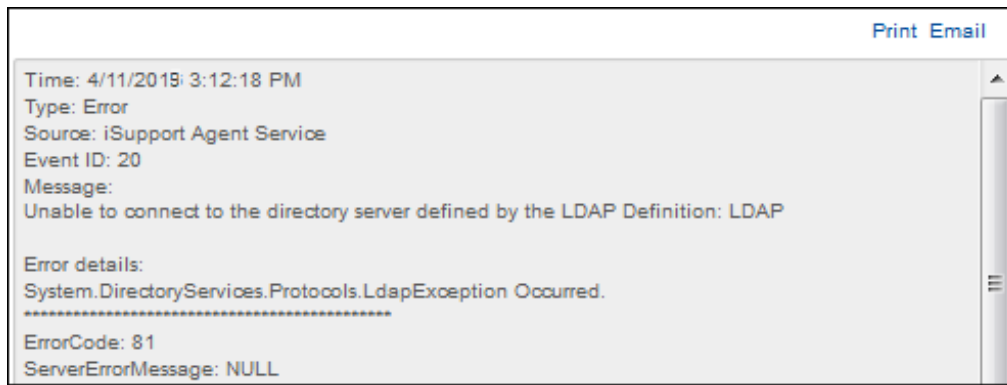 Print Email
Time: 3:12:18 PM
Type: Error
Source: iSupport Agent Service
Event ID: 20
Message:
Unable to connect to the directory server defined by the LDAP Definition: LDAP
Error details:
System.DirectoryServices.Protocols.LdapException Occurred.
**********************************************
ErrorCode: 81
ServerErrorMessage: NULL